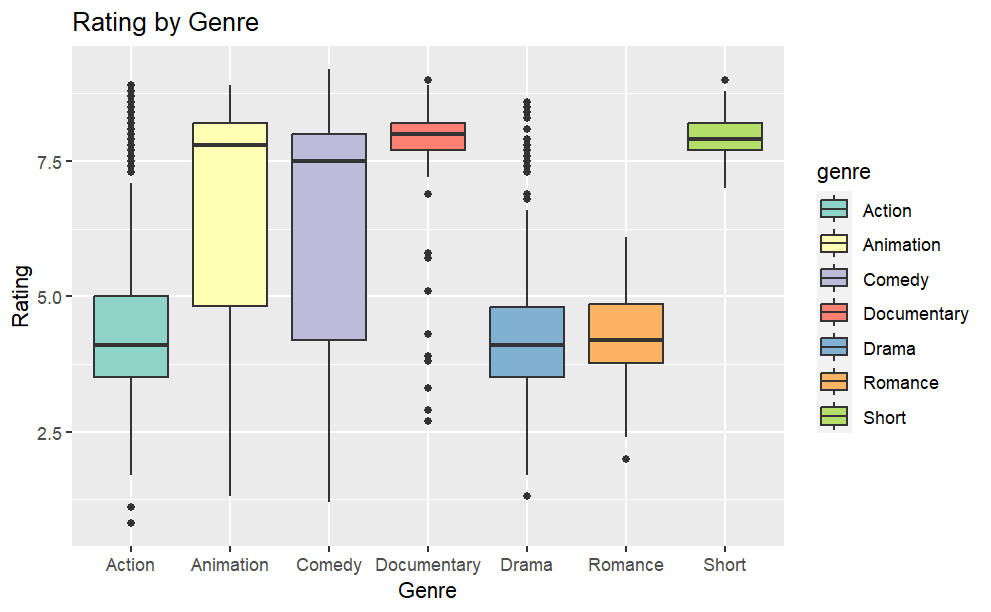 Rating by Genre
Rating
7.5
5.0
2.5
Action Animation Comedy Documentary Drama Romance Short
Genre
genre
Action
Animation
Comedy
Documentary
Drama
Romance
Short